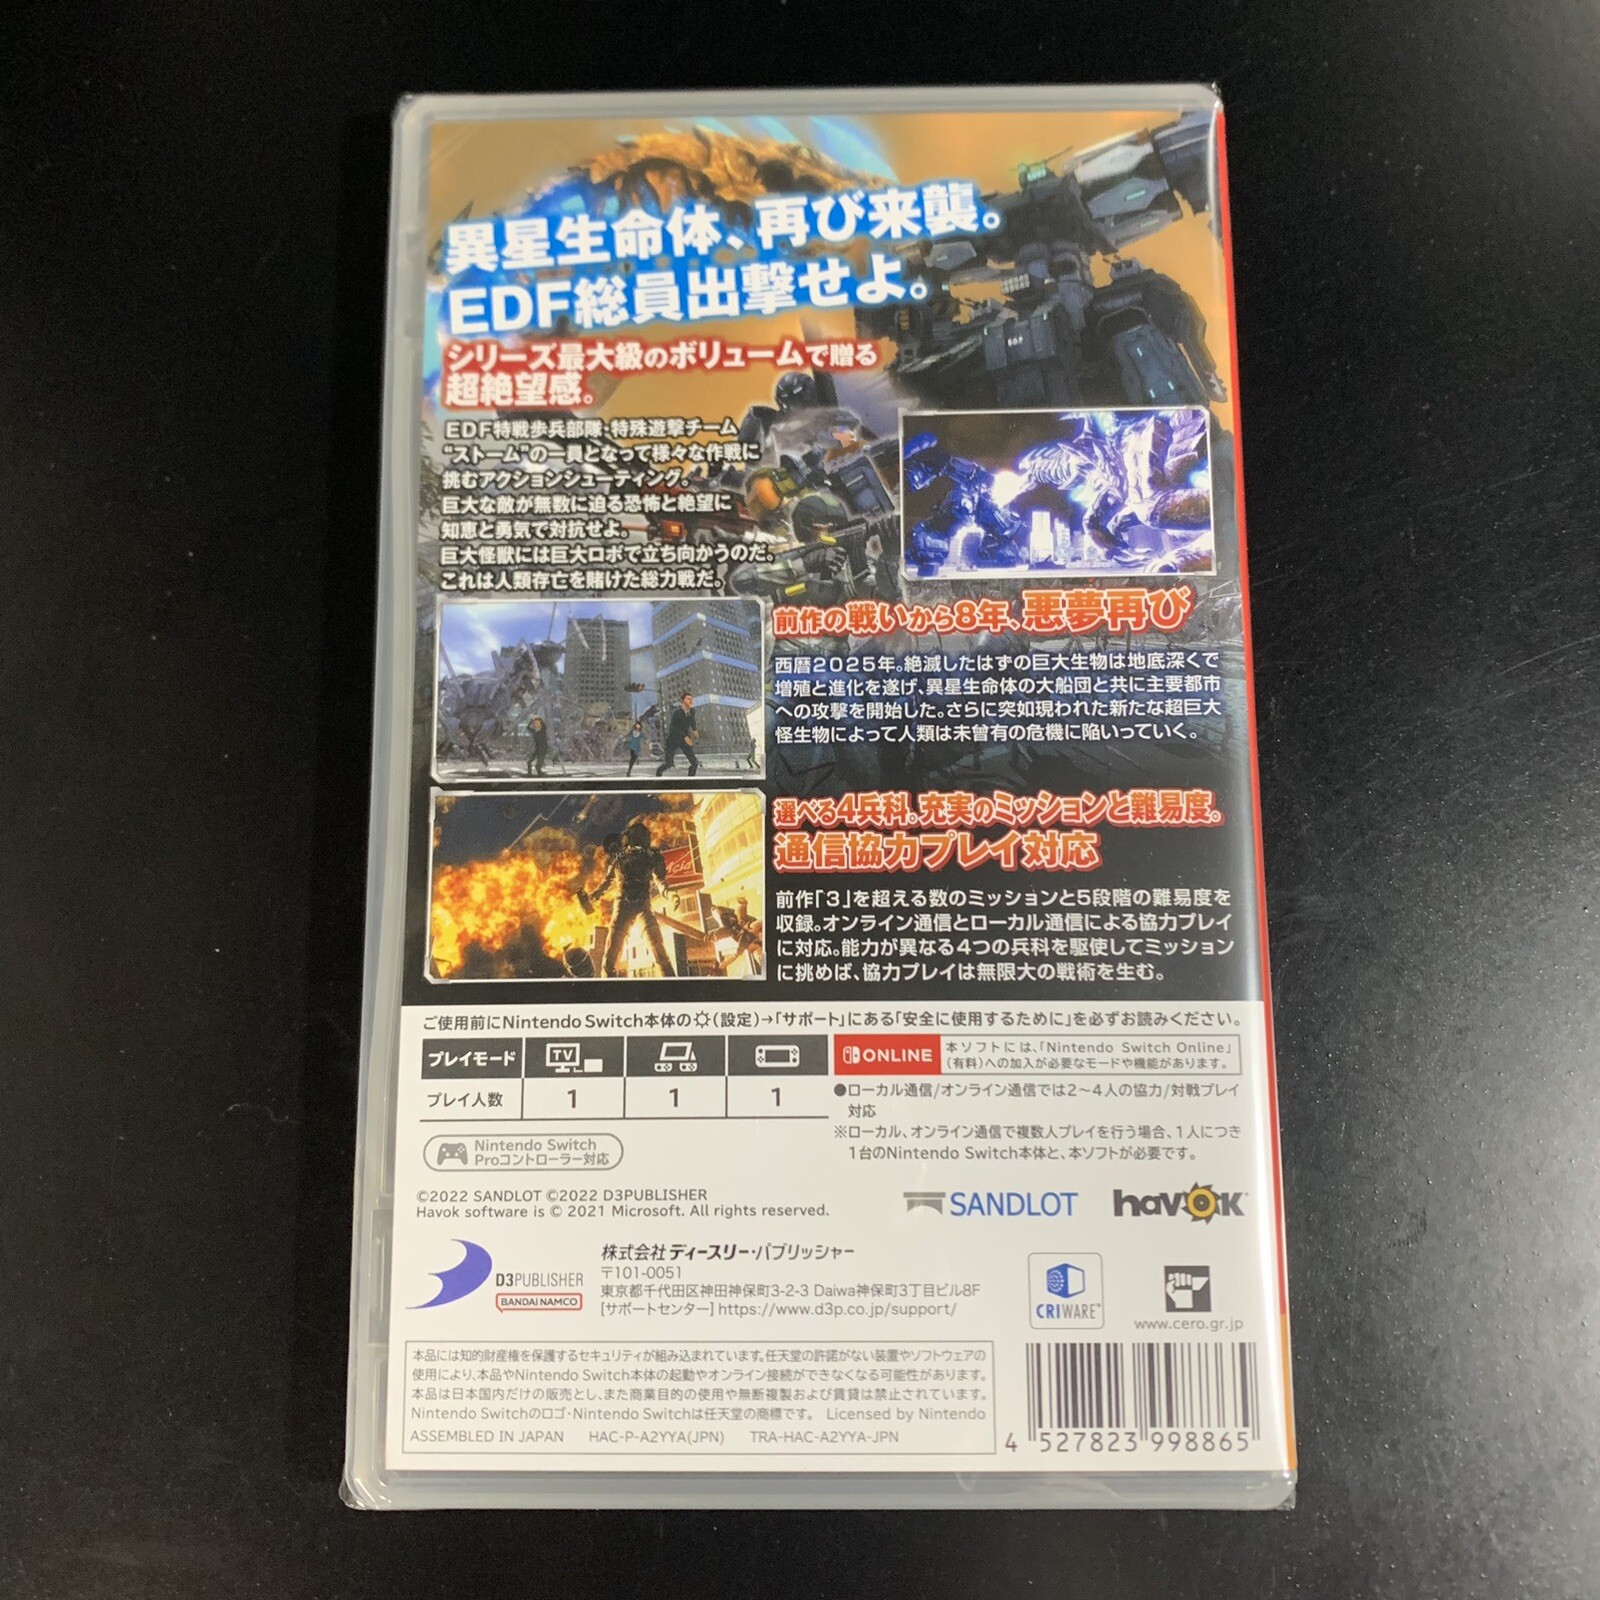 異星生命体、再び来襲。
EDF総員出撃せよ。
シリーズ最大級のボリュームで贈る
超絶望感。
EDF特戦歩兵部隊、特殊遊撃チーム
“ストーム”の一員となって様々な作戦に
挑むアクションシューティング。
巨大な敵が無数に迫る恐怖と絶望に
知恵と勇気で対抗せよ。
巨大怪獣には巨大ロボで立ち向かうのだ。
これは人類存亡を賭けた総力戦だ。
前作の戦いから8年、悪夢再び
西暦2025年。絶滅したはずの巨大生物は地底深くで
増殖と進化を遂げ、異星生命体の大船団と共に主要都市
への攻撃を開始した。さらに突如現われた新たな超巨大
怪生物によって人類は未曾有の危機に陥いっていく。
選べる4兵科。充実のミッションと難易度。
通信協力プレイ対応
前作「3」を超える数のミッションと5段階の難易度を
収録。オンライン通信とローカル通信による協力プレイ
に対応。能力が異なる4つの兵科を駆使してミッション
に挑めば、協力プレイは無限大の戦術を生む。
ご使用前にNintendo Switch本体の(設定)→「サポート」にある「安全に使用するために」を必ずお読みください。
プレイモード TV
プレイ人数 1 1 1
ONLINE
本ソフトには、「Nintendo Switch Online」
(有料)への加入が必要なモードや機能があります。
●ローカル通信/オンライン通信では2〜4人の協力/対戦プレイ
対応
※ローカル、オンライン通信で複数人プレイを行う場合、1人につき
1台のNintendo Switch本体と、本ソフトが必要です。
Nintendo Switch
Proコントローラー対応
©2022 SANDLOT ©2022 D3PUBLISHER
Havok software is © 2021 Microsoft. All rights reserved.
SANDLOT
havok
D3PUBLISHER
BANDAI NAMCO
株式会社ディースリー・パブリッシャー
〒101-0051
東京都千代田区神田神保町3-2-3 Daiwa神保町3丁目ビル8F
[サポートセンター] https://www.d3p.co.jp/support/
CRIWARE™
www.cero.gr.jp
本品には知的財産権を保護するセキュリティが組み込まれています。任天堂の許諾がない装置やソフトウェアの
使用により、本品やNintendo Switch本体の起動やオンライン接続ができなくなる可能性があります。
本品は日本国内だけの販売とし、また商業目的の使用や無断複製および賃貸は禁止されています。
Nintendo Switchのロゴ・Nintendo Switchは任天堂の商標です。 Licensed by Nintendo
ASSEMBLED IN JAPAN HAC-P-A2YYA(JPN) TRA-HAC-A2YYA-JPN
4 527823 998865